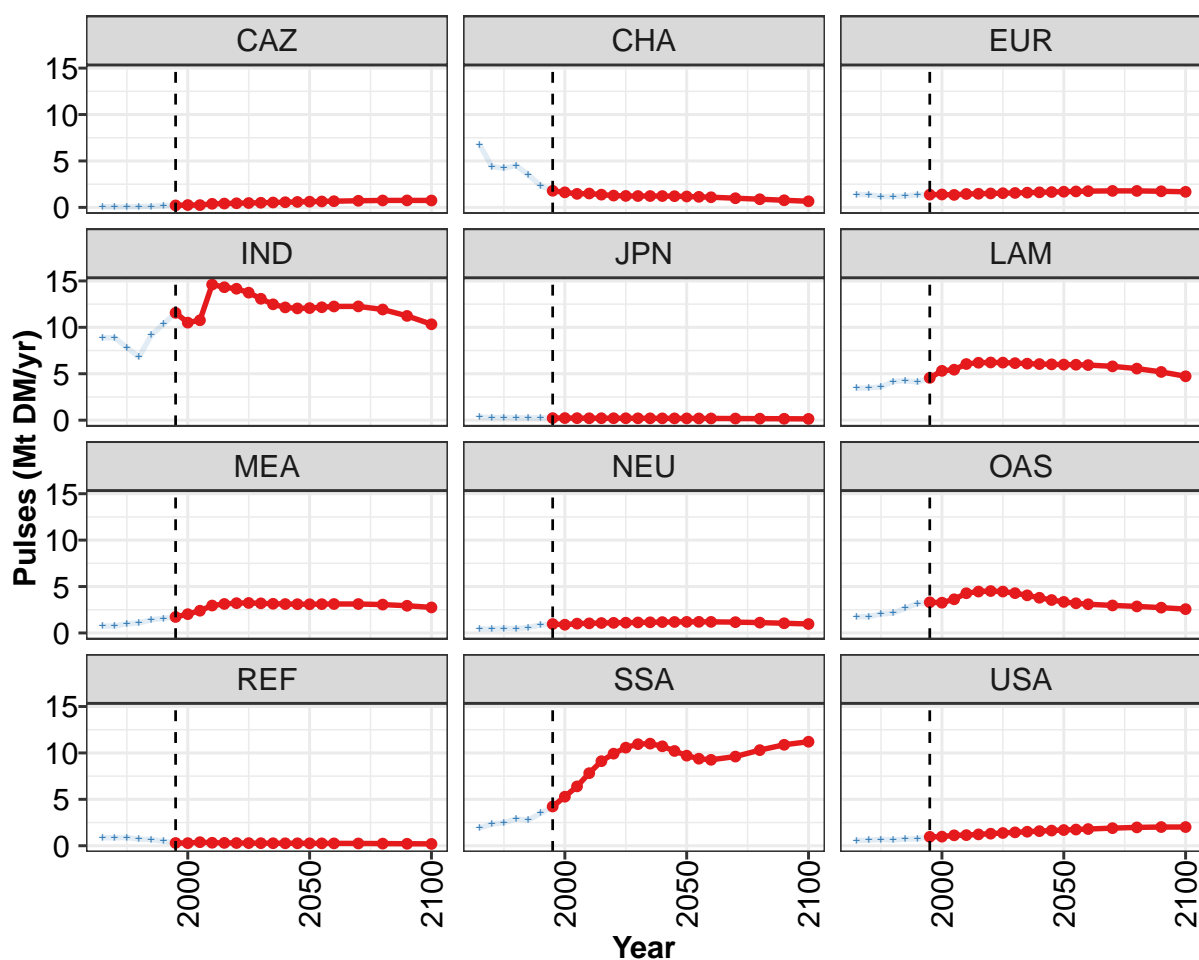 CAZ CHA EUR
15
10
5
0
IND JPN LAM
15
10
5
0
MEA NEU OAS
15
10
5
0
REF SSA USA
15
10
5
0
Pulses (Mt DM/yr)
2000 2050 2100 2000 2050 2100 2000 2050 2100
Year